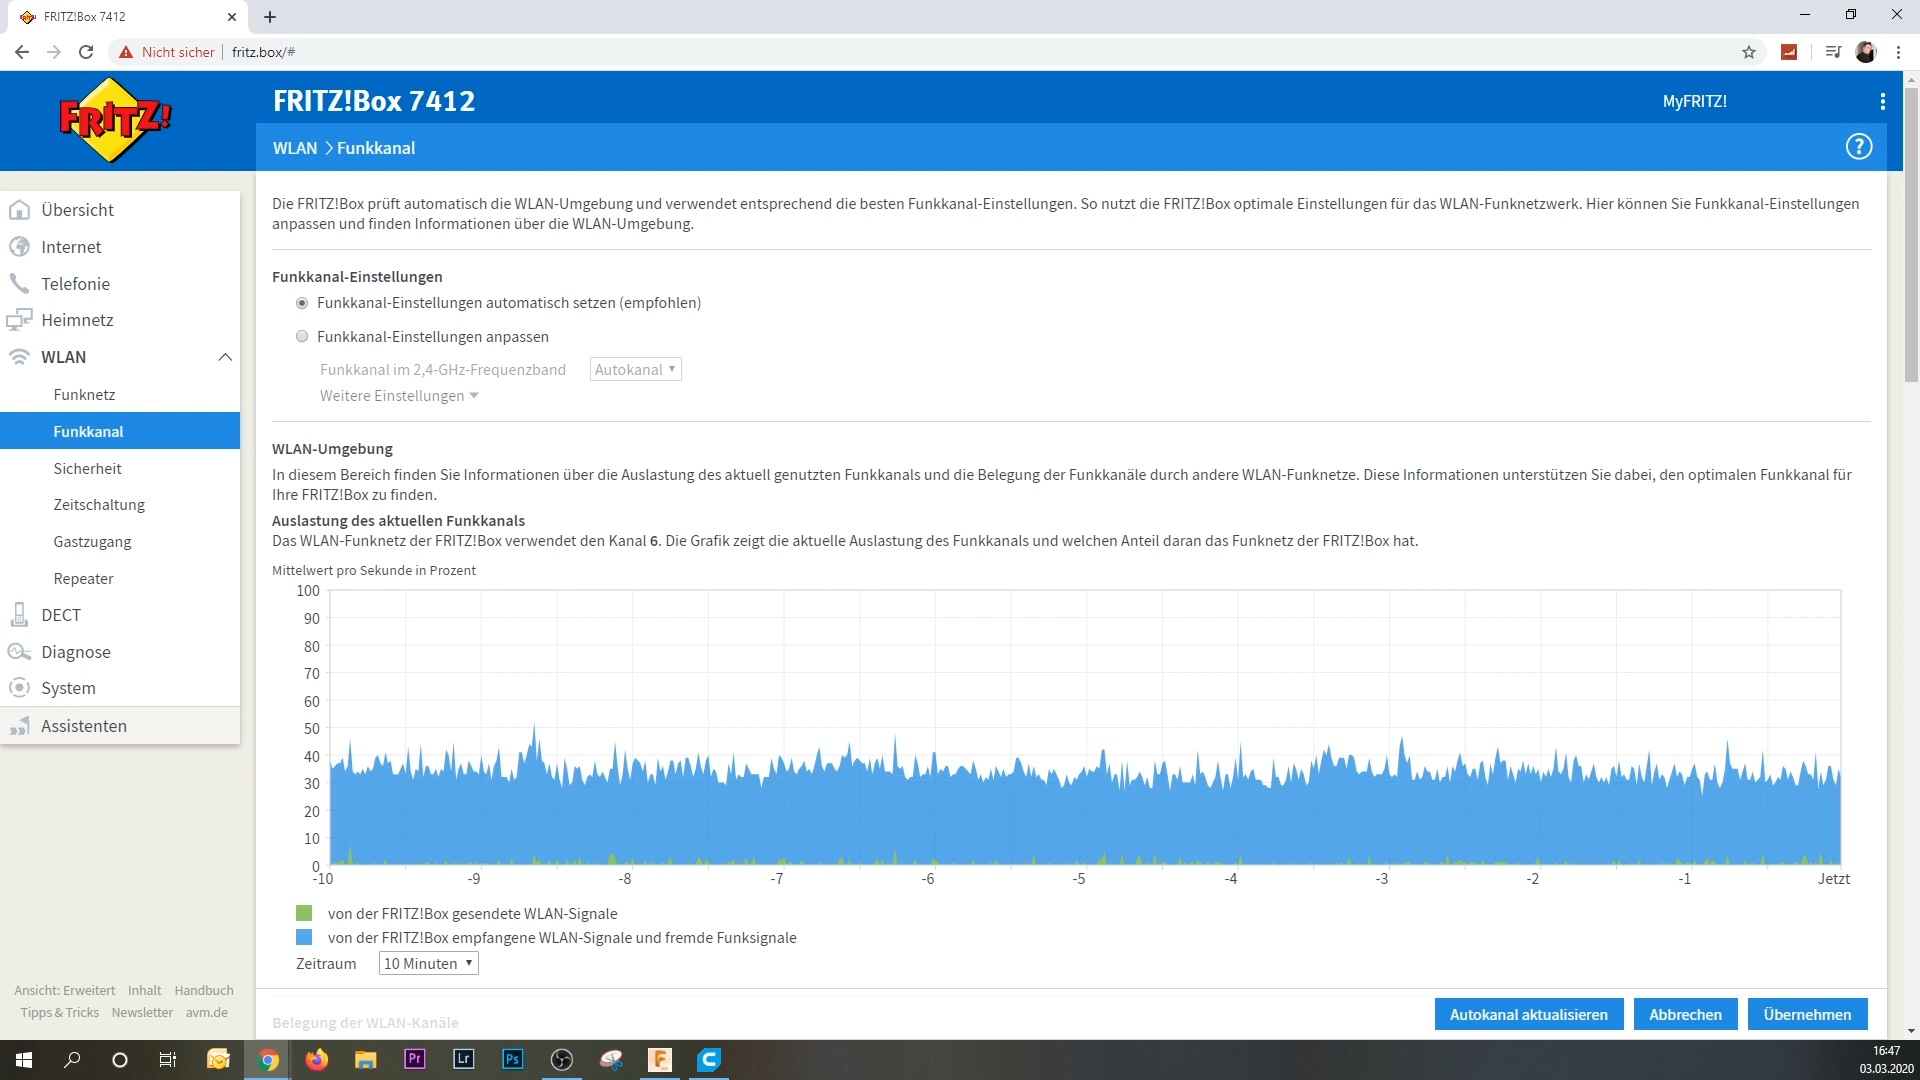 FRITZ!Box 7412
Nicht sicher
fritz.box/#
FRITZ!
FRITZ!Box 7412
MyFRITZ!
WLAN
Funkkanal
Übersicht
Internet
Telefonie
Heimnetz
WLAN
Funknetz
Funkkanal
Sicherheit
Zeitschaltung
Gastzugang
Repeater
DECT
Diagnose
System
Assistenten
Ansicht: Erweitert Inhalt Handbuch
Tipps & Tricks Newsletter avm.de
Die FRITZ!Box prüft automatisch die WLAN-Umgebung und verwendet entsprechend die besten Funkkanal-Einstellungen. So nutzt die FRITZ!Box optimale Einstellungen für das WLAN-Funknetzwerk. Hier können Sie Funkkanal-Einstellungen
anpassen und finden Informationen über die WLAN-Umgebung.
Funkkanal-Einstellungen
Funkkanal-Einstellungen automatisch setzen (empfohlen)
Funkkanal-Einstellungen anpassen
Funkkanal im 2,4-GHz-Frequenzband Autokanal
Weitere Einstellungen
WLAN-Umgebung
In diesem Bereich finden Sie Informationen über die Auslastung des aktuell genutzten Funkkanals und die Belegung der Funkkanäle durch andere WLAN-Funknetze. Diese Informationen unterstützen Sie dabei, den optimalen Funkkanal für
Ihre FRITZ!Box zu finden.
Auslastung des aktuellen Funkkanals
Das WLAN-Funknetz der FRITZ!Box verwendet den Kanal 6. Die Grafik zeigt die aktuelle Auslastung des Funkkanals und welchen Anteil daran das Funknetz der FRITZ!Box hat.
Mittelwert pro Sekunde in Prozent
100
90
80
70
60
50
40
30
20
10
0
-10 -9 -8 -7 -6 -5 -4 -3 -2 -1 Jetzt
von der FRITZ!Box gesendete WLAN-Signale
von der FRITZ!Box empfangene WLAN-Signale und fremde Funksignale
Zeitraum 10 Minuten
Belegung der WLAN-Kanäle
Autokanal aktualisieren Abbrechen Übernehmen
Pr Lr Ps F C
16:47
03.03.2020